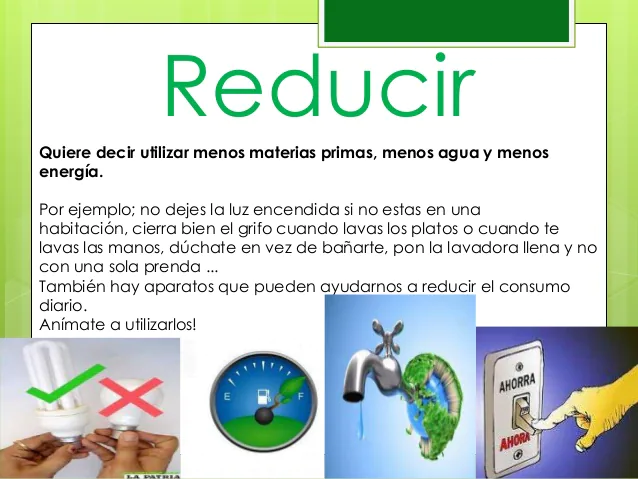 Reducir
Quiere decir utilizar menos materias primas, menos agua y menos
energía.
Por ejemplo; no dejes la luz encendida si no estas en una
habitación, cierra bien el grifo cuando lavas los platos o cuando te
lavas las manos, dúchate en vez de bañarte, pon la lavadora llena y no
con una sola prenda ...
También hay aparatos que pueden ayudarnos a reducir el consumo
diario.
Anímate a utilizarlos!
E F
AHORRA
AHORA
LA PATRIA